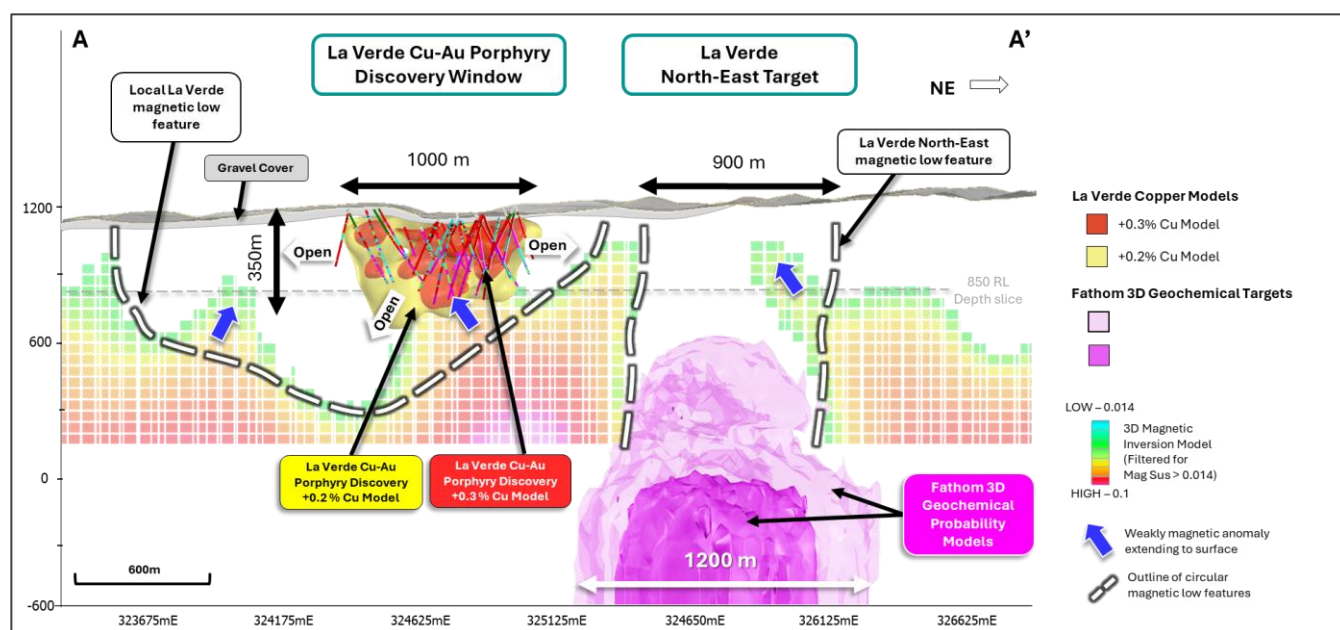 A
La Verde Cu-Au Porphyry
Discovery Window
La Verde
North-East Target
A'
NE
Local La Verde
magnetic low
feature
Gravel Cover
1000 m
900 m
La Verde North-East
magnetic low feature
1200
350m
Open
Open
Open
850 RL
Depth slice
600
0
-600
La Verde Cu-Au
Porphyry Discovery
+0.2% Cu Model
La Verde Cu-Au
Porphyry Discovery
+0.3% Cu Model
Fathom 3D
Geochemical
Probability
Models
1200 m
600m
323675mE
324175mE
324625mE
325125mE
324650mE
326125mE
326625mE
La Verde Copper Models
+0.3% Cu Model
+0.2% Cu Model
Fathom 3D Geochemical Targets
LOW – 0.014
3D Magnetic
Inversion Model
(Filtered for
Mag Sus > 0.014)
HIGH – 0.1
Weakly magnetic anomaly
extending to surface
Outline of circular
magnetic low features